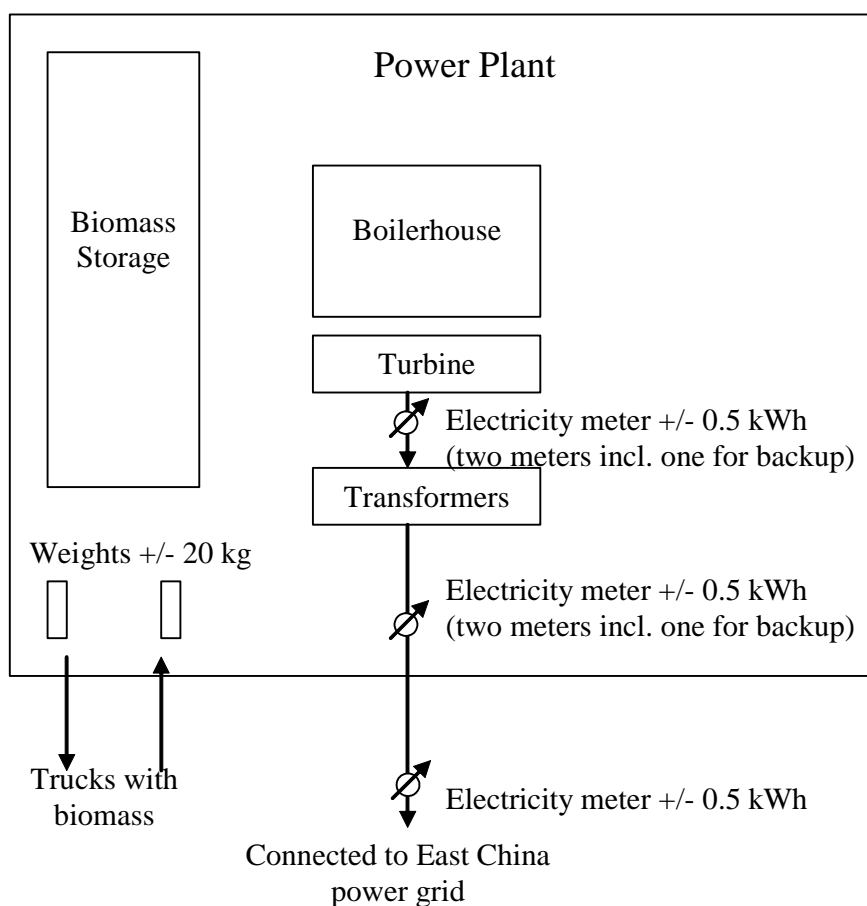 Power Plant
Biomass
Storage
Boilerhouse
Turbine
Electricity meter +/- 0.5 kWh
(two meters incl. one for backup)
Transformers
Weights +/- 20 kg
Electricity meter +/- 0.5 kWh
(two meters incl. one for backup)
Trucks with
biomass
Electricity meter +/- 0.5 kWh
Connected to East China
power grid